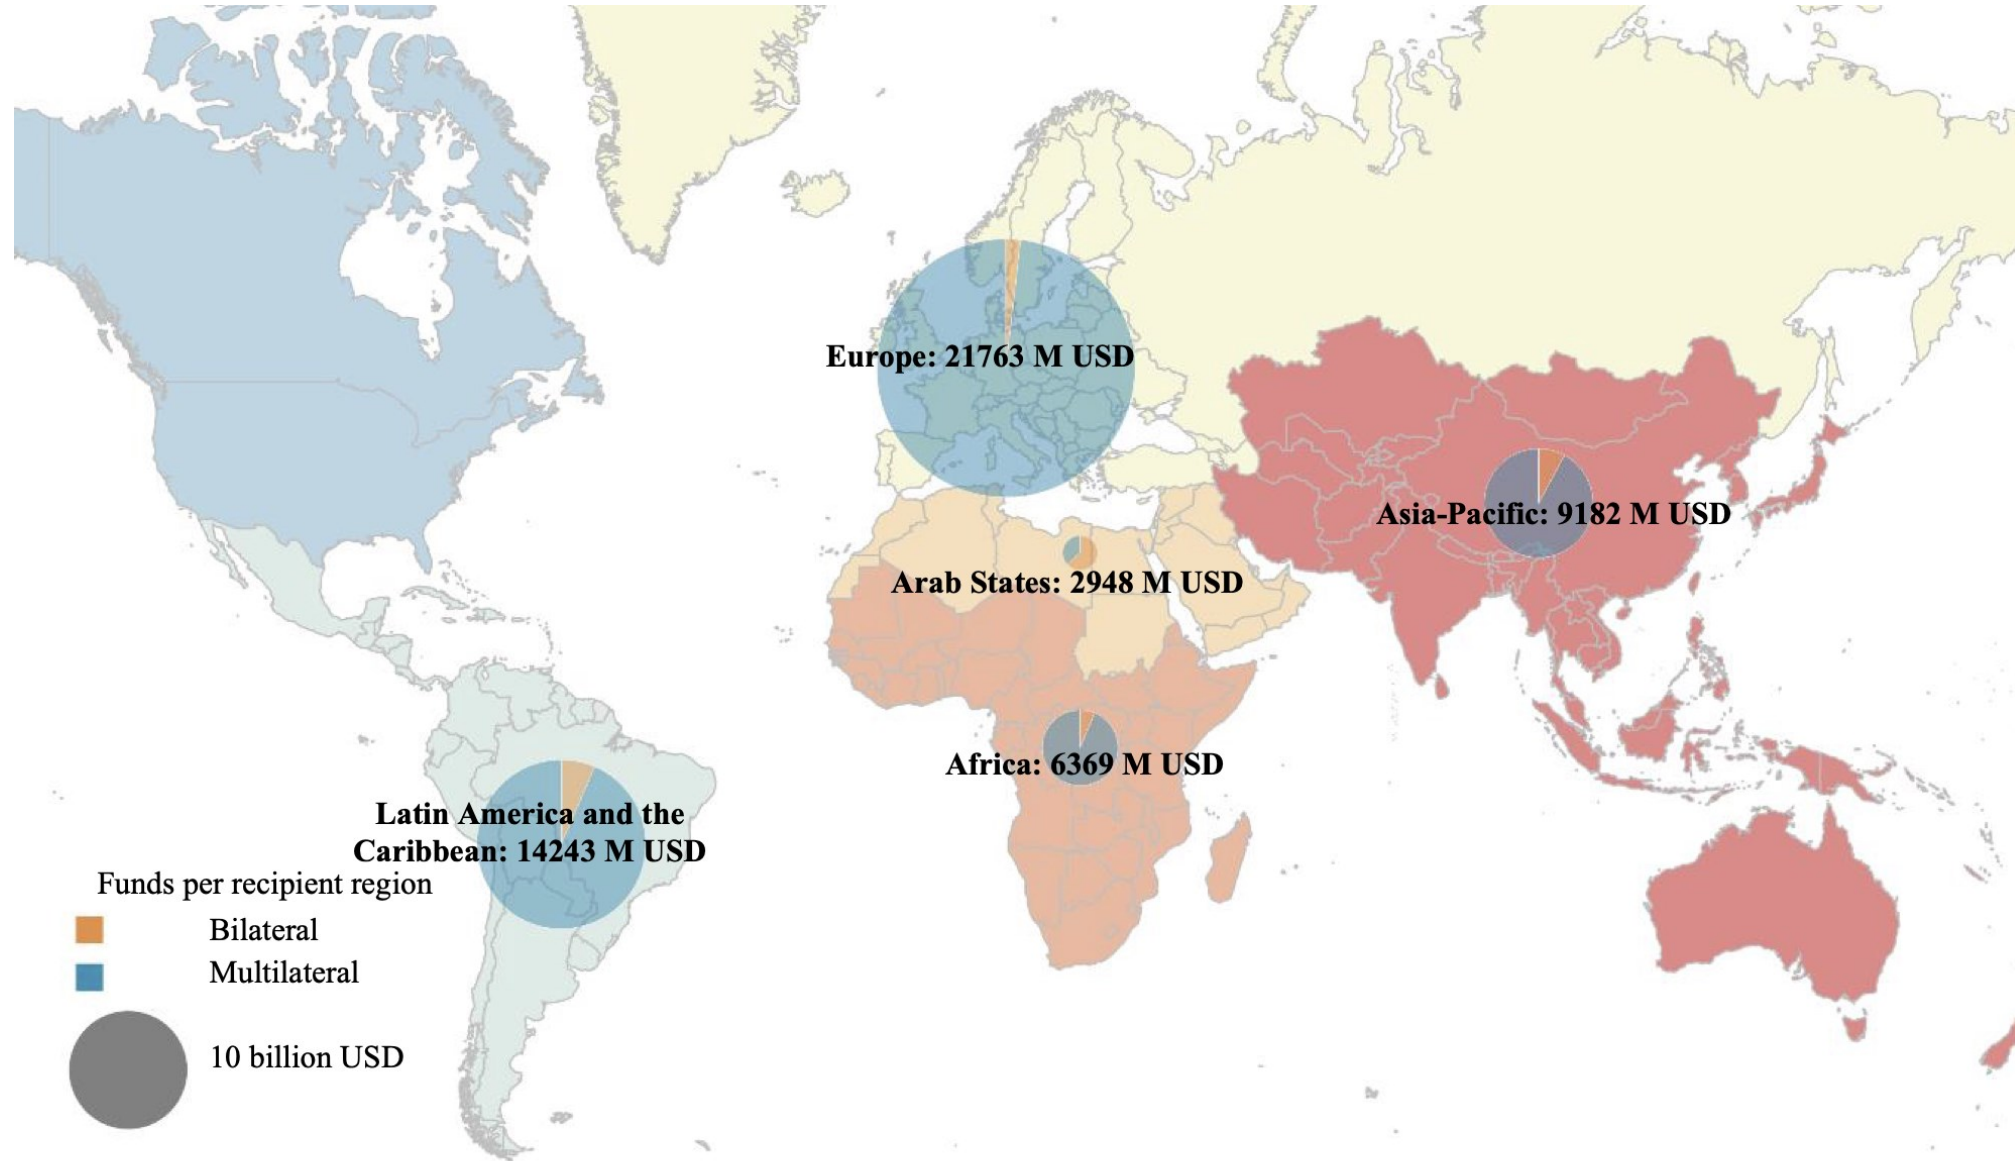 Europe: 21763 M USD
Asia-Pacific: 9182 M USD
Arab States: 2948 M USD
Africa: 6369 M USD
Latin America and the
Caribbean: 14243 M USD
Funds per recipient region
Bilateral
Multilateral
10 billion USD